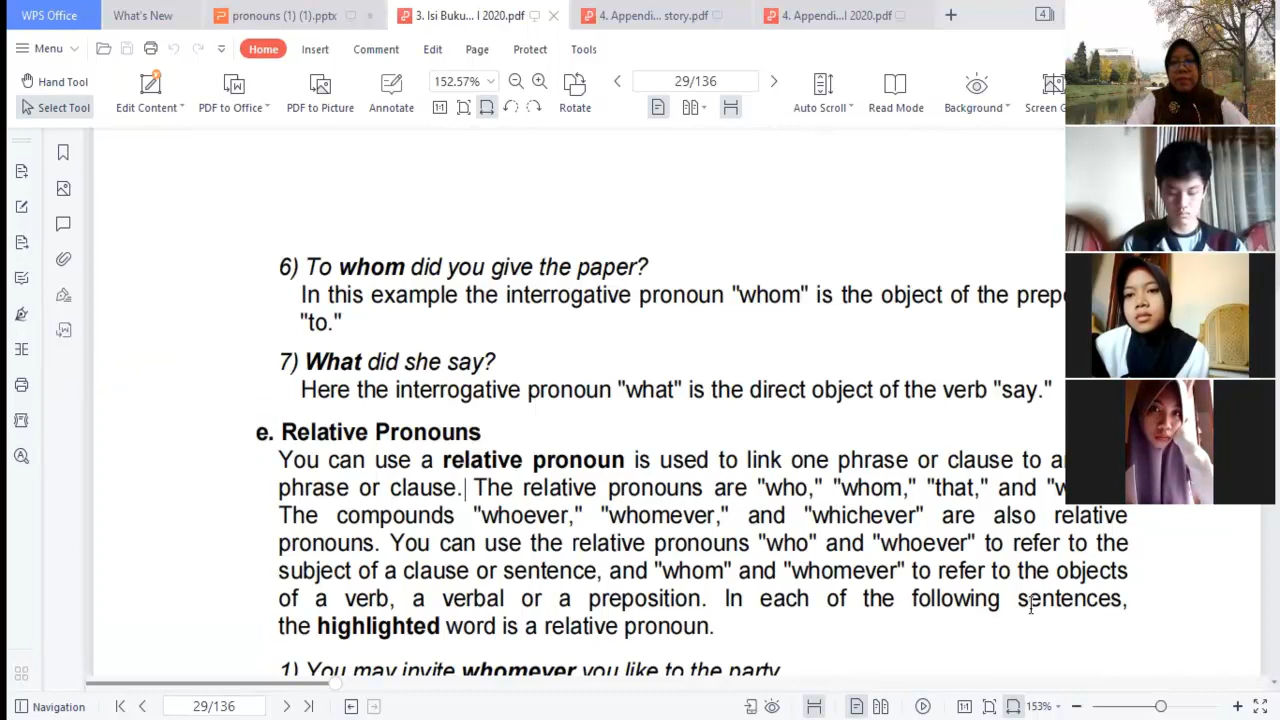 WPS Office What's New pronouns (1) (1).pptx 3. Isi Buku... I 2020.pdf 4. Appendi... story.pdf 4. Appendi...l 2020.pdf 4
Menu Home Insert Comment Edit Page Protect Tools
Hand Tool 152.57% 29/136
Select Tool Edit Content PDF to Office PDF to Picture Annotate Rotate Auto Scroll Read Mode Background Screen
6) To whom did you give the paper?
In this example the interrogative pronoun "whom" is the object of the
"to."
7) What did she say?
Here the interrogative pronoun "what" is the direct object of the verb "say."
e. Relative Pronouns
You can use a relative pronoun is used to link one phrase or clause to
phrase or clause. The relative pronouns are "who," "whom," "that," and
The compounds "whoever," "whomever," and "whichever" are also relative
pronouns. You can use the relative pronouns "who" and "whoever" to refer to the
subject of a clause or sentence, and "whom" and "whomever" to refer to the objects
of a verb, a verbal or a preposition. In each of the following sentences,
the highlighted word is a relative pronoun.
1) You may invite whomever you like to the party
Navigation 29/136 153%